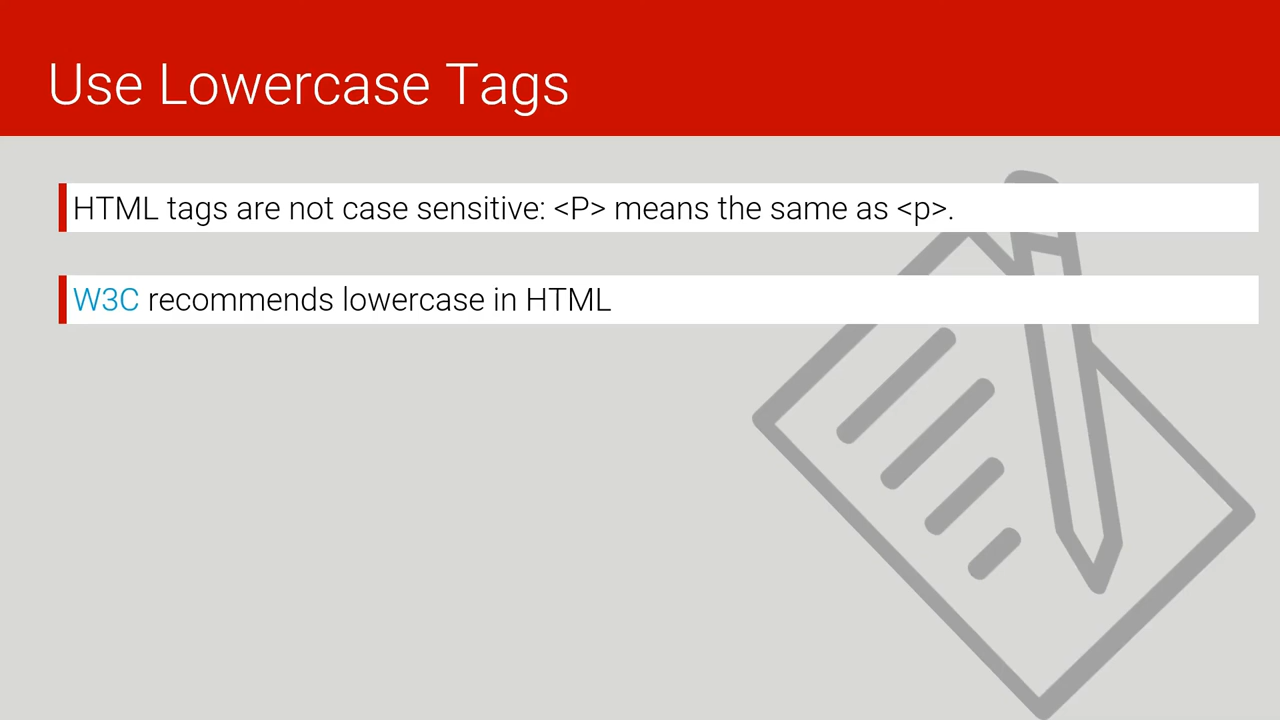 Use Lowercase Tags
HTML tags are not case sensitive: <P> means the same as <p>.
W3C recommends lowercase in HTML